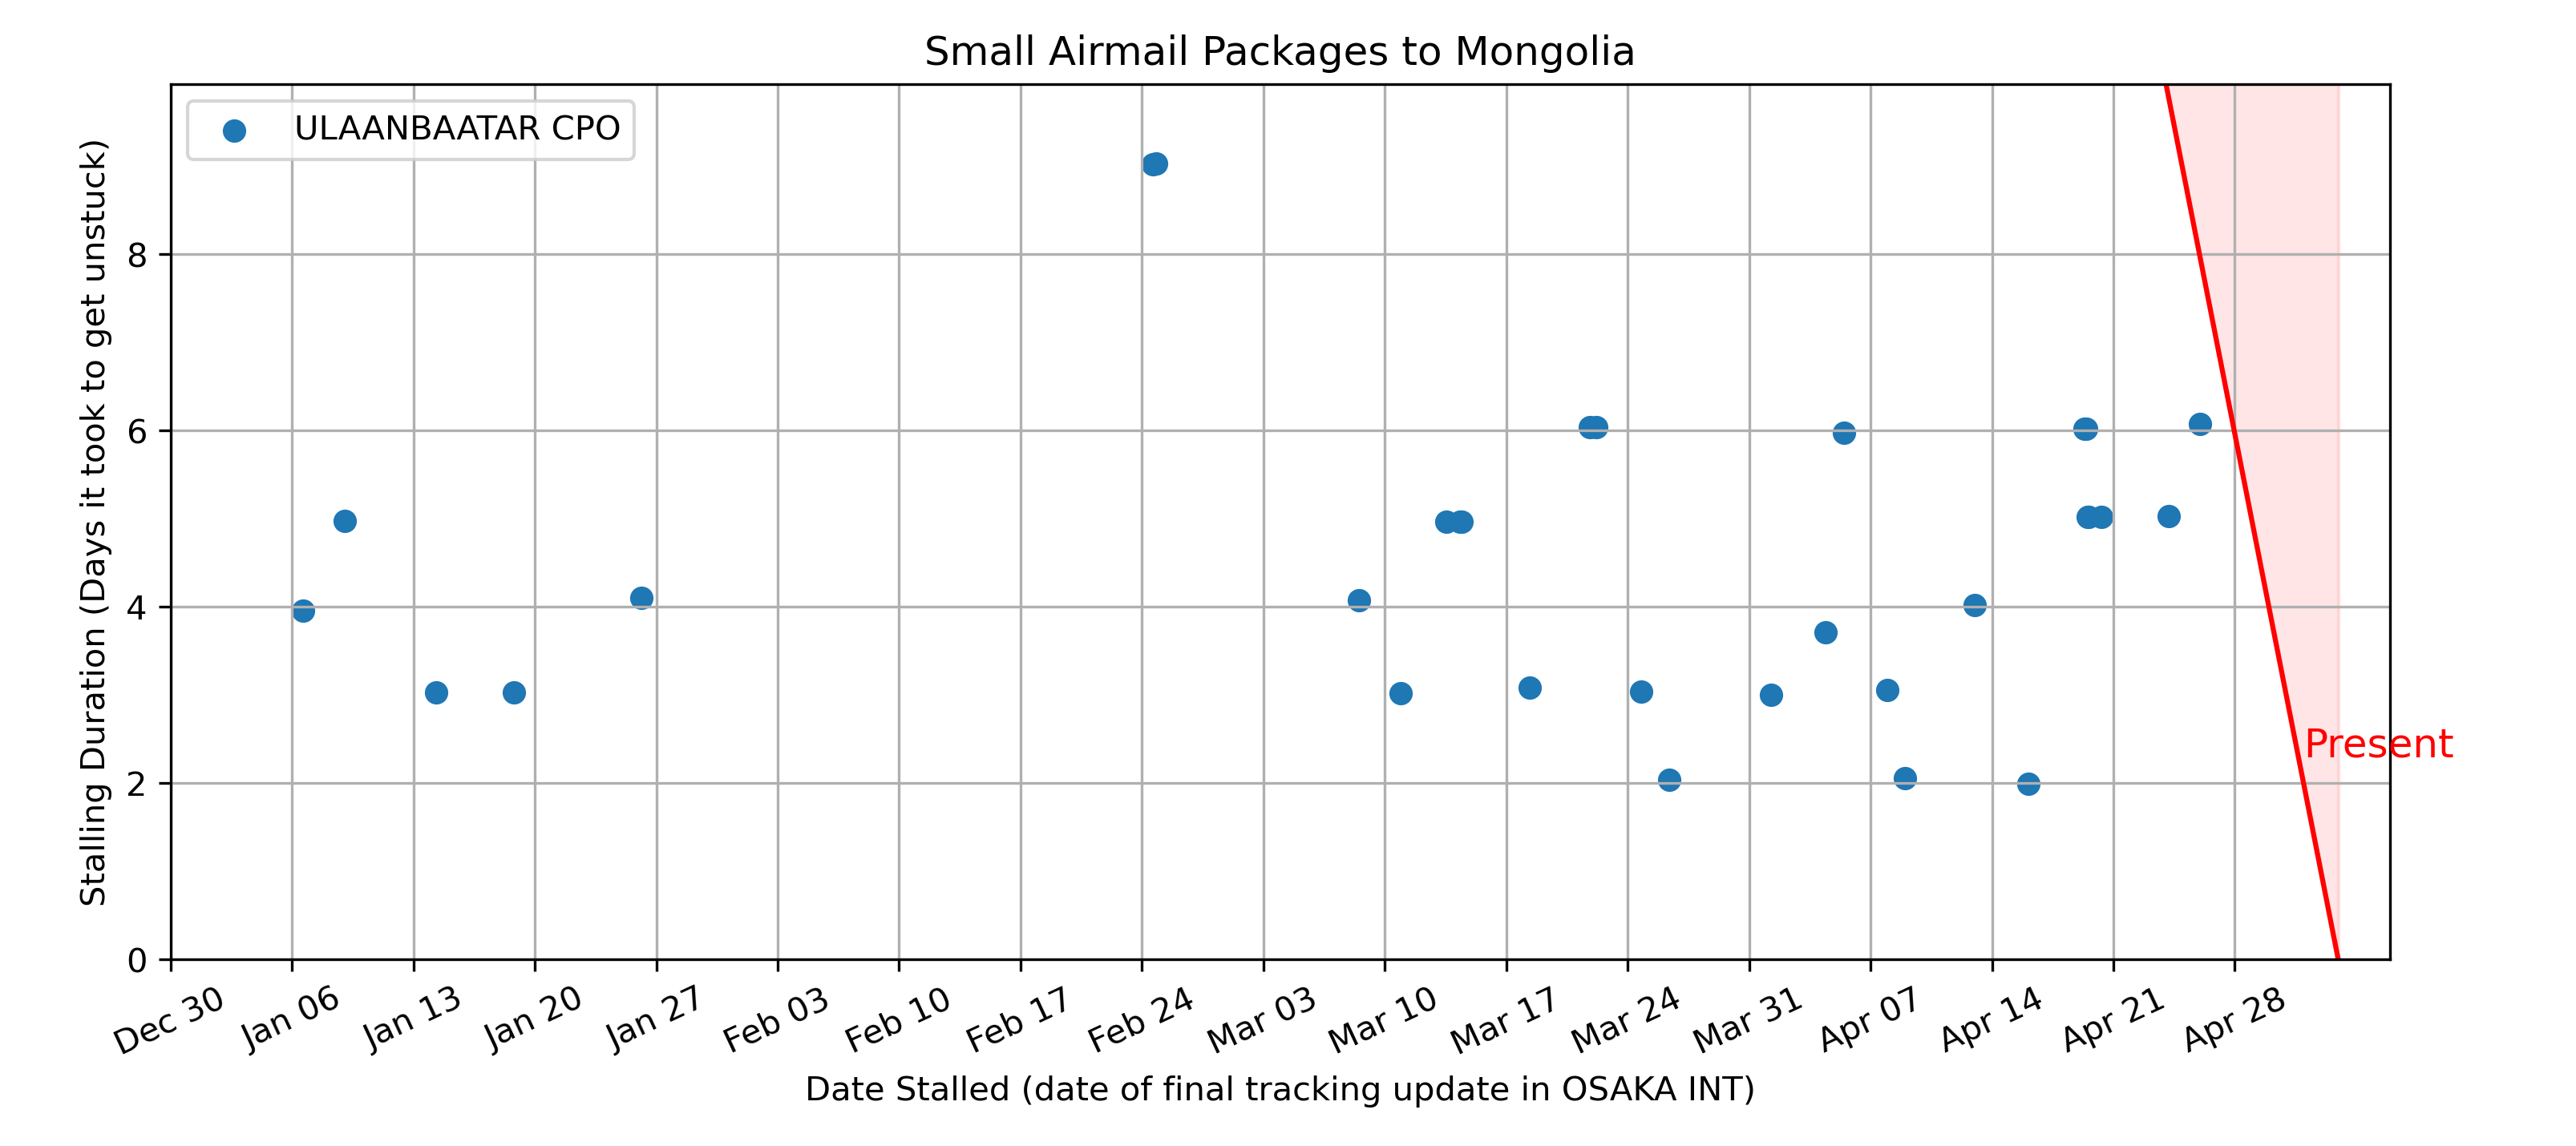 Small Airmail Packages to Mongolia
ULAANBAATAR CPO
Stalling Duration (Days it took to get unstuck)
8
6
4
2
0
Present
Dec 30
Jan 06
Jan 13
Jan 20
Jan 27
Feb 03
Feb 10
Feb 17
Feb 24
Mar 03
Mar 10
Mar 17
Mar 24
Mar 31
Apr 07
Apr 14
Apr 21
Apr 28
Date Stalled (date of final tracking update in OSAKA INT)